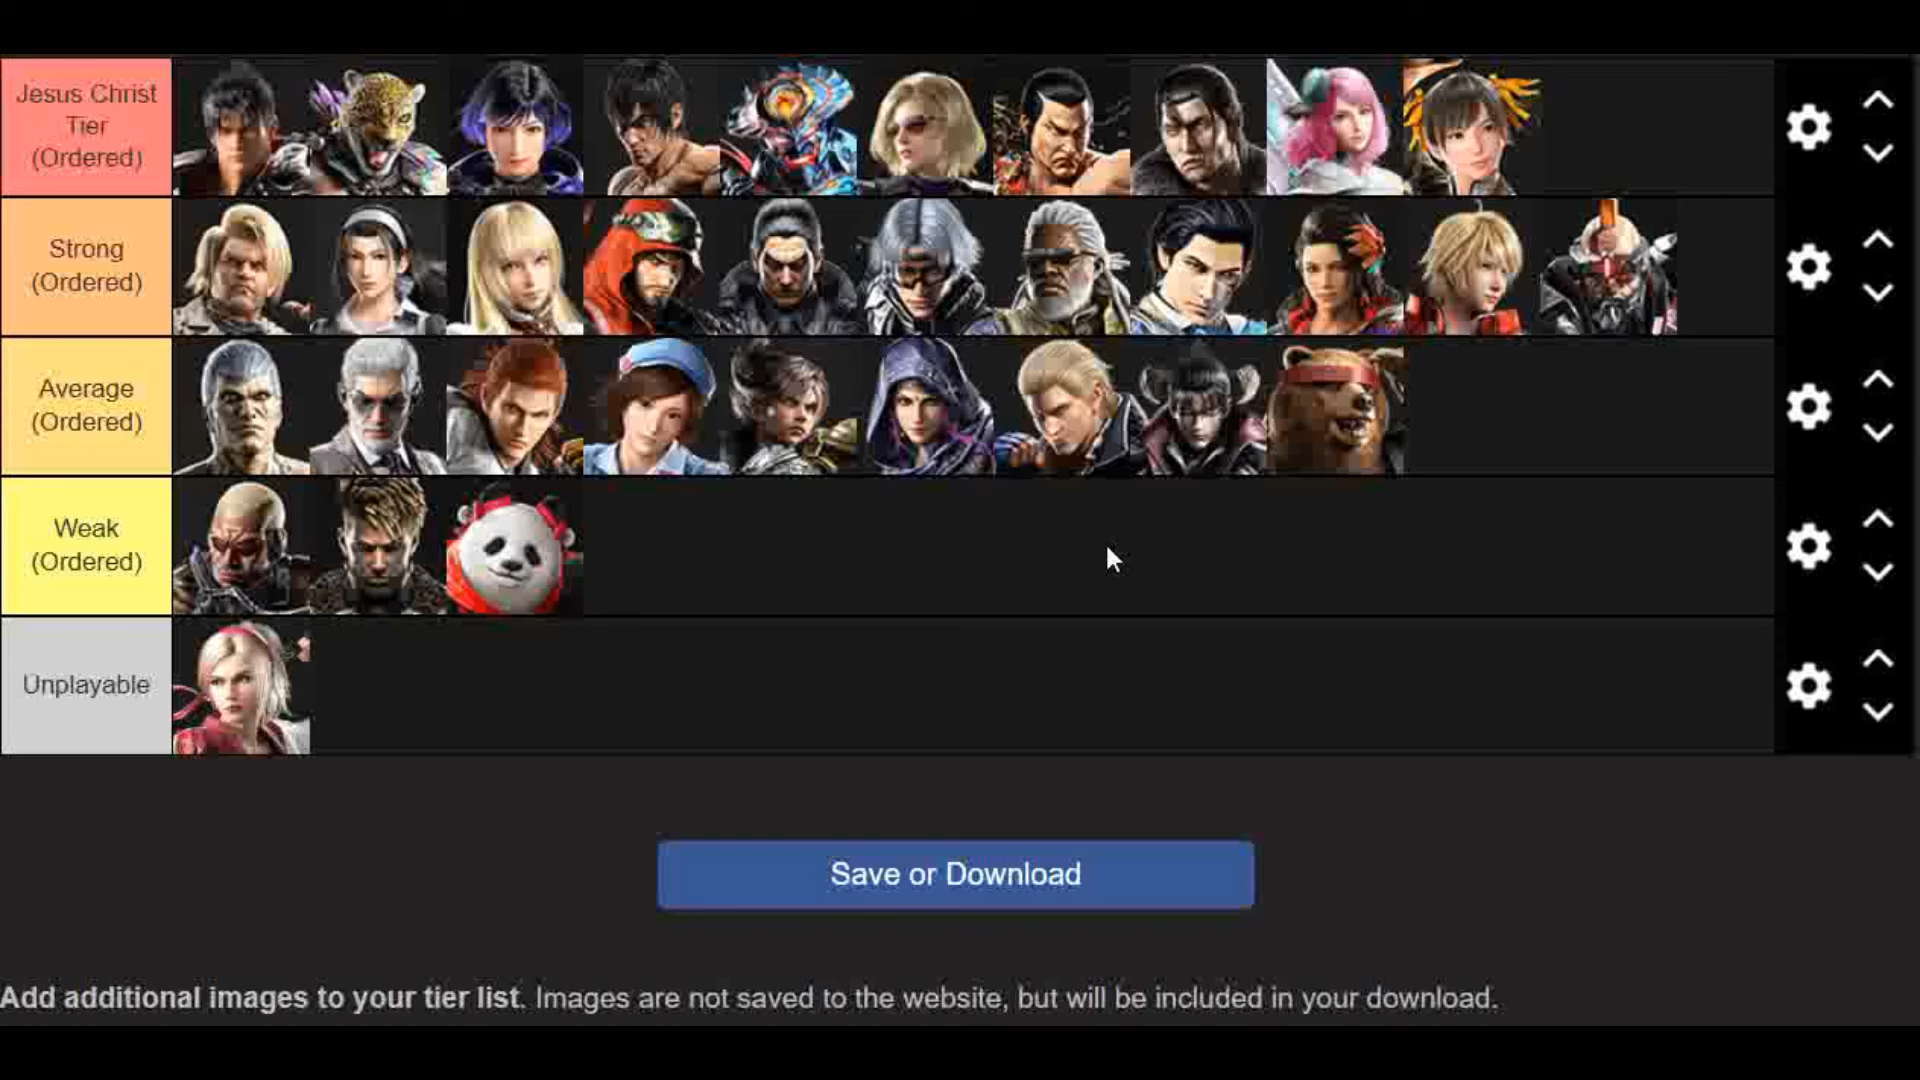 Jesus Christ
Tier
(Ordered)
Strong
(Ordered)
Average
(Ordered)
Weak
(Ordered)
Unplayable
Save or Download
Add additional images to your tier list. Images are not saved to the website, but will be included in your download.